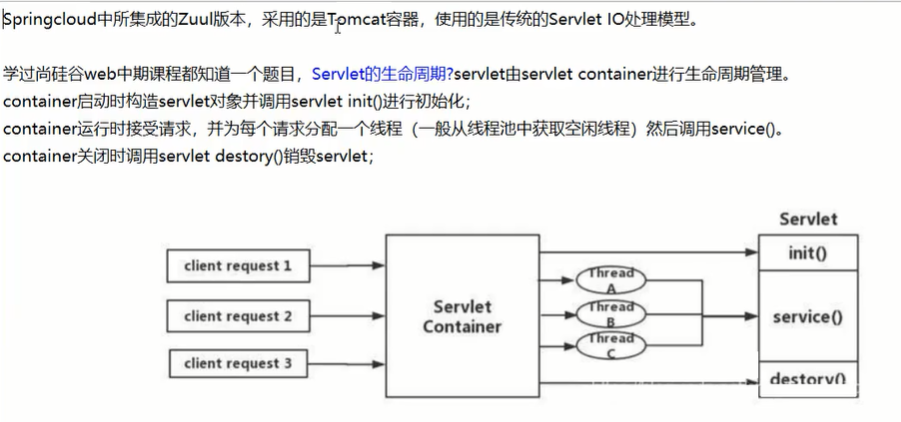 Springcloud中所集成的Zuul版本，采用的是Tomcat容器，使用的是传统的Servlet IO处理模型。
学过尚硅谷web中期课程都知道一个题目，Servlet的生命周期?servlet由servlet container进行生命周期管理。
container启动时构造servlet对象并调用servlet init()进行初始化；
container运行时接受请求，并为每个请求分配一个线程（一般从线程池中获取空闲线程）然后调用service()。
container关闭时调用servlet destory()销毁servlet；
Servlet
init()
client request 1
Thread
A
client request 2
Servlet
Container
Thread
B
service()
client request 3
Thread
C
destory()